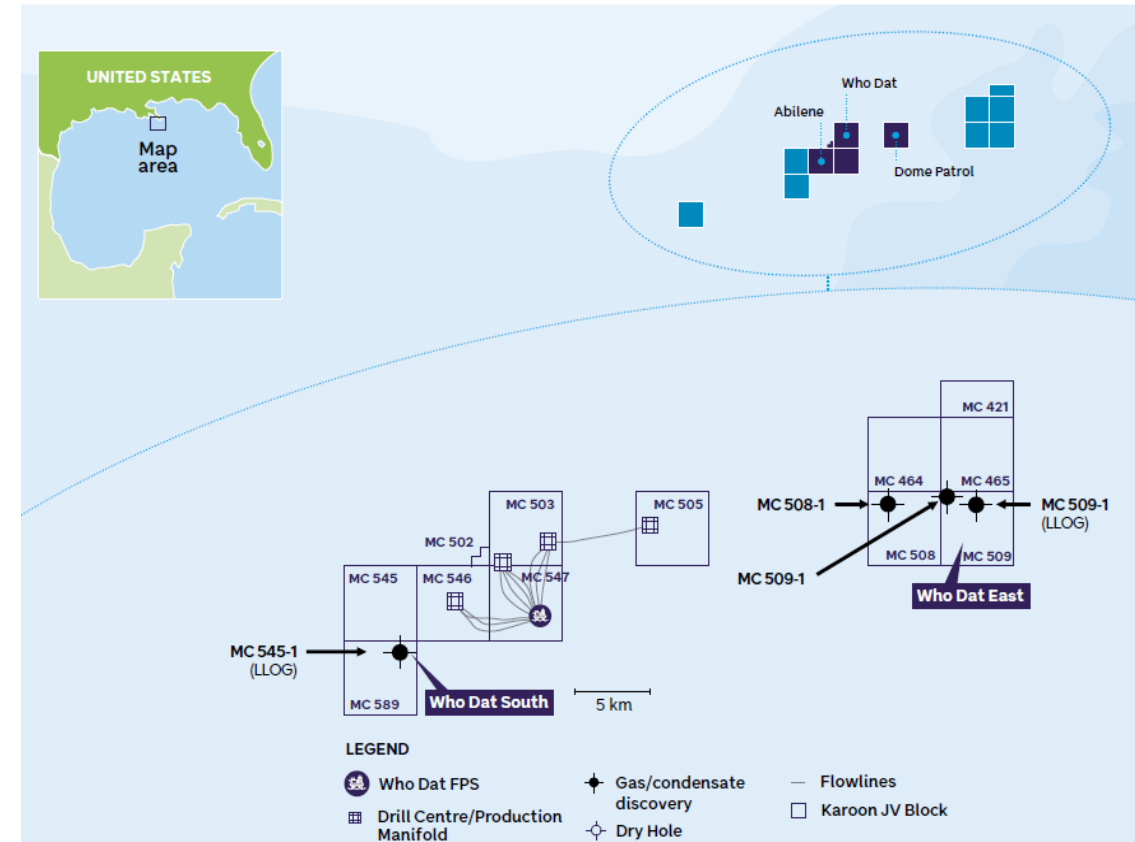 UNITED STATES
Map
area
Who Dat
Abilene
Dome Patrol
MC 421
MC 464
MC 465
MC 503
MC 505
MC 508-1
MC 509-1
(LLOG)
MC 502
MC 508
MC 509
MC 545
MC 546
MC 547
MC 509-1
Who Dat East
MC 545-1
(LLOG)
MC 589
Who Dat South
5 km
LEGEND
Who Dat FPS
Drill Centre/Production
Manifold
Gas/condensate
discovery
Dry Hole
Flowlines
Karoon JV Block